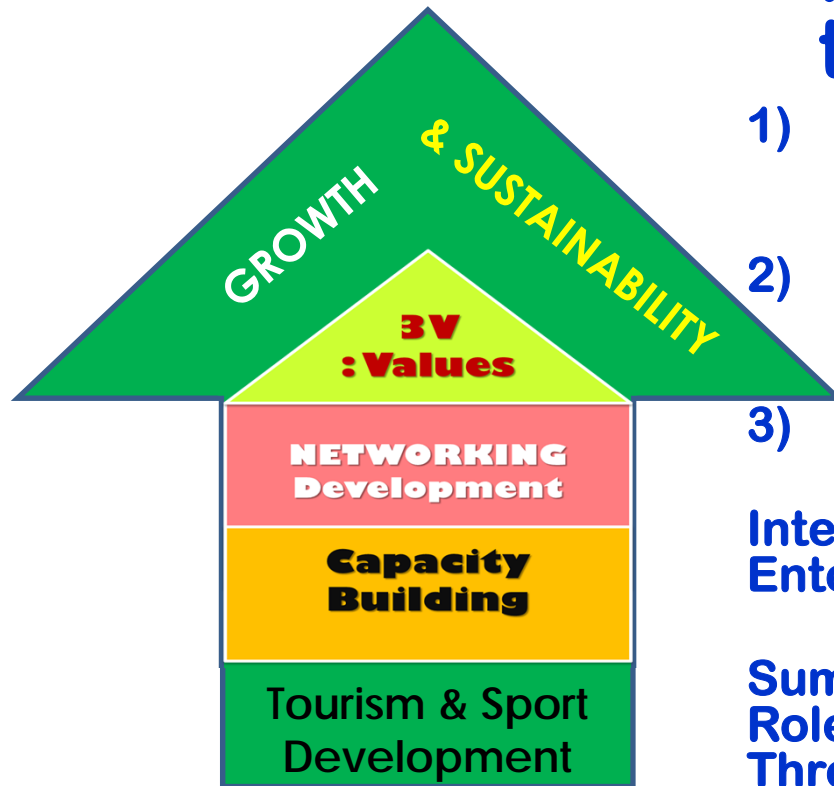 GROWTH
& SUSTAINABILITY
3V
: Values
NETWORKING
Development
Capacity
Building
Tourism & Sport
Development
1)
2)
3)